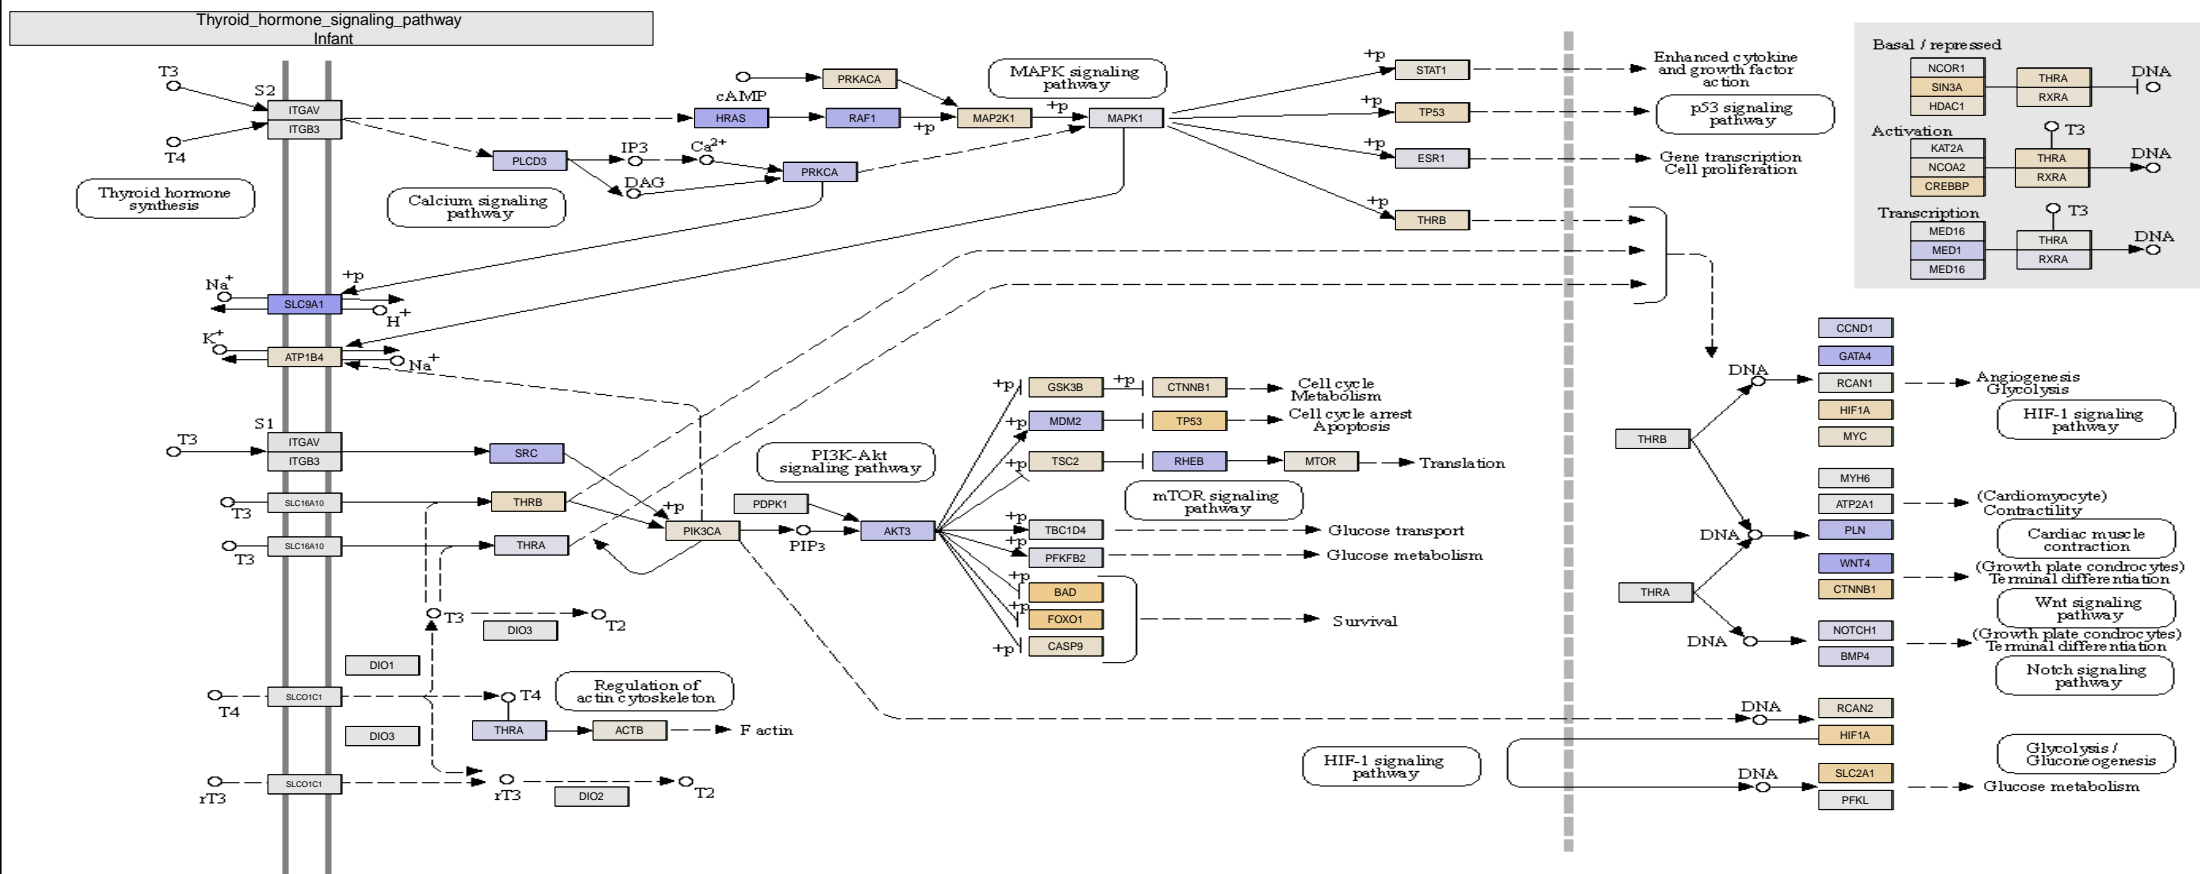 Thyroid_hormone_signaling_pathway
Infant
T3
S2
ITGAV
ITGB3
T4
Thyroid hormone
synthesis
PRKACA
cAMP
MAPK signaling
pathway
HRAS
RAF1
+p
MAP2K1
+p
MAPK1
PLCD3
IP3
Ca2+
DAG
PRKCA
Calcium signaling
pathway
+p
STAT1
Enhanced cytokine
and growth factor
action
+p
TP53
p53 signaling
pathway
+p
ESR1
Gene transcription
Cell proliferation
+p
THRB
Basal / repressed
NCOR1
SIN3A
HDAC1
THRA
RXRA
DNA
Activation
KAT2A
NCOA2
CREBBP
T3
THRA
RXRA
DNA
Transcription
MED16
MED1
MED16
T3
THRA
RXRA
DNA
Na+
+p
SLC9A1
H+
K+
ATP1B4
Na+
S1
T3
ITGAV
ITGB3
SRC
T3
SLC16A10
THRB
T3
SLC16A10
THRA
+p
PIK3CA
PI3K-Akt
signaling pathway
PDPK1
PIP3
AKT3
+p
GSK3B
+p
CTNNB1
Cell cycle
Metabolism
+p
MDM2
TP53
Cell cycle arrest
Apoptosis
+p
TSC2
RHEB
MTOR
Translation
mTOR signaling
pathway
+p
TBC1D4
Glucose transport
+p
PFKFB2
Glucose metabolism
+p
BAD
+p
FOXO1
+p
CASP9
Survival
T3
T2
DIO3
DIO1
T4
SLCO1C1
T4
Regulation of
actin cytoskeleton
THRA
ACTB
F actin
DIO3
rT3
SLCO1C1
rT3
DIO2
T2
THRB
THRA
DNA
CCND1
GATA4
RCAN1
HIF1A
MYC
Angiogenesis
Glycolysis
HIF-1 signaling
pathway
DNA
MYH6
ATP2A1
PLN
(Cardiomyocyte)
Contractility
Cardiac muscle
contraction
WNT4
CTNNB1
(Growth plate condrocytes)
Terminal differentiation
Wnt signaling
pathway
DNA
NOTCH1
BMP4
(Growth plate condrocytes)
Terminal differentiation
Notch signaling
pathway
DNA
RCAN2
HIF1A
HIF-1 signaling
pathway
Glycolysis /
Gluconeogenesis
DNA
SLC2A1
PFKL
Glucose metabolism